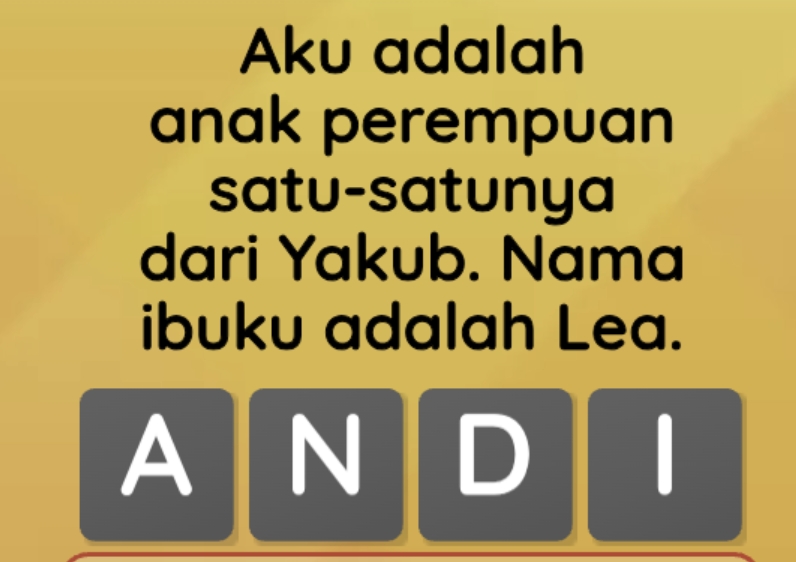 Aku adalah
anak perempuan
satu-satunya
dari Yakub. Nama
ibuku adalah Lea.
A N D I